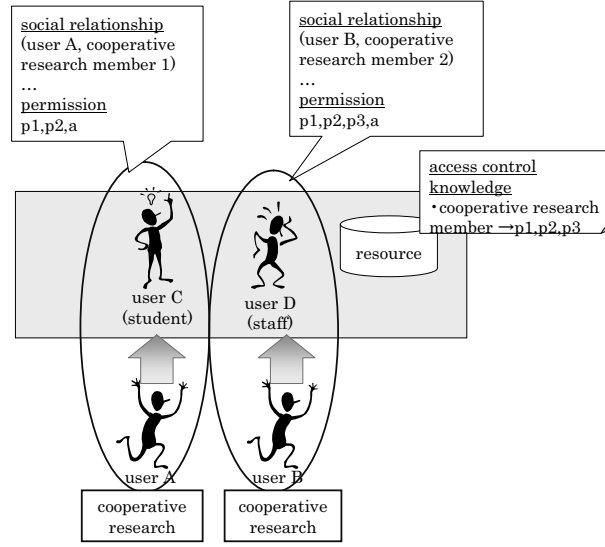 social relationship
(user A, cooperative
research member 1)
…
permission
p1,p2,a
social relationship
(user B, cooperative
research member 2)
…
permission
p1,p2,p3,a
access control
knowledge
・cooperative research
member →p1,p2,p3
resource
user C
(student)
user D
(staff)
user A
user B
cooperative
research
cooperative
research